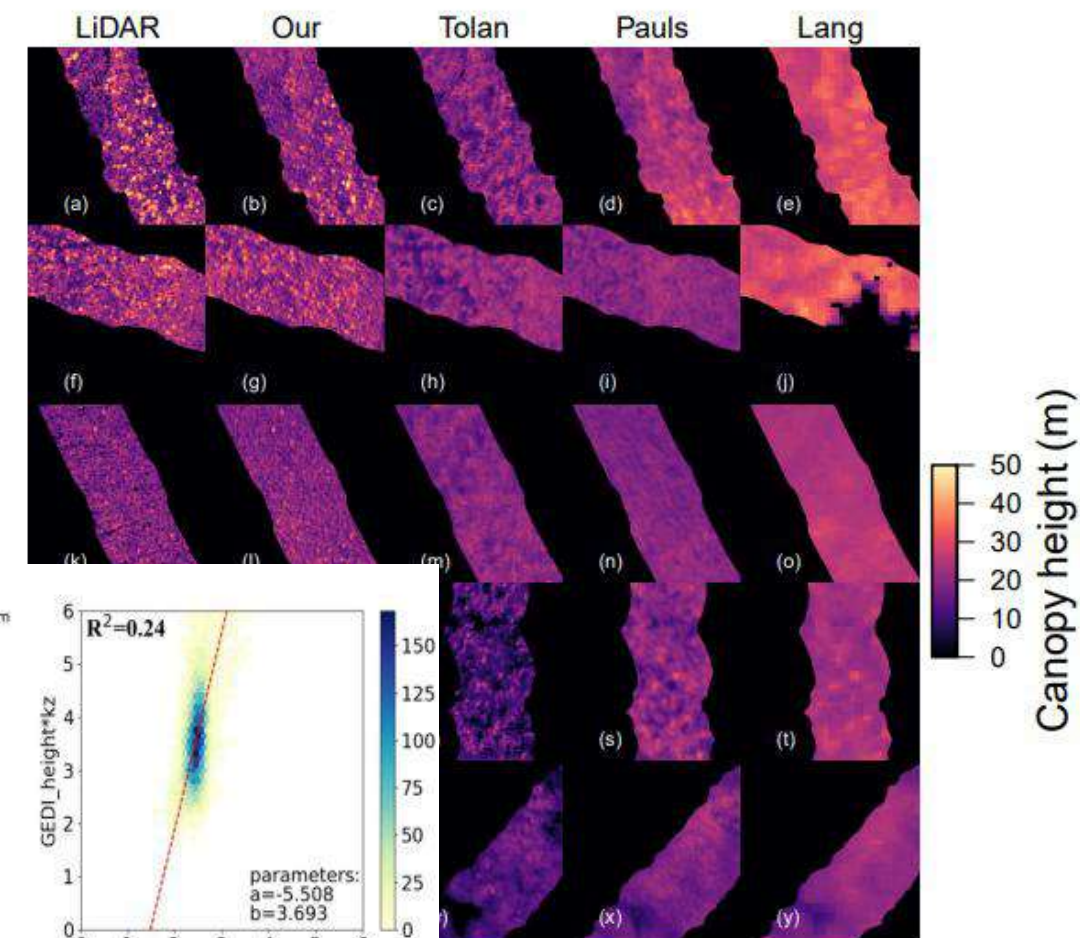 LiDAR Our Tolan Pauls Lang
(a) (b) (c) (d) (e)
(f) (g) (h) (i) (j)
(k) (l) (m) (n) (o)
(s) (t)
(x) (y)
50
40
30
20
10
0
Canopy height (m)
m
R²=0.24
GEDI_height*kz
6
5
4
3
2
1
0
parameters:
a=-5.508
b=3.693
150
125
100
75
50
25
0